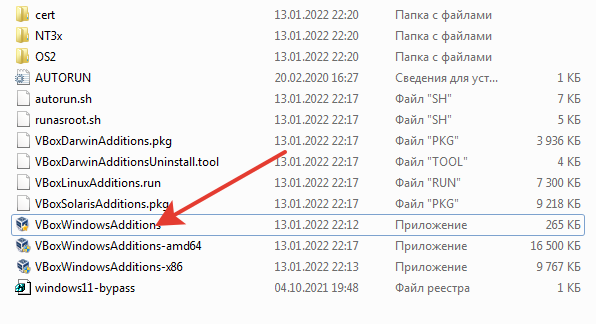 cert 13.01.2022 22:20 Папка с файлами
NT3x 13.01.2022 22:20 Папка с файлами
OS2 13.01.2022 22:20 Папка с файлами
AUTORUN 20.02.2020 16:27 Сведения для уст... 1 КБ
autorun.sh 13.01.2022 22:17 Файл "SH" 7 КБ
runasroot.sh 13.01.2022 22:17 Файл "SH" 5 КБ
VBoxDarwinAdditions.pkg 13.01.2022 22:17 Файл "PKG" 3 936 КБ
VBoxDarwinAdditionsUninstall.tool 13.01.2022 22:17 Файл "TOOL" 4 КБ
VBoxLinuxAdditions.run 13.01.2022 22:17 Файл "RUN" 7 300 КБ
VBoxSolarisAdditions.pkg 13.01.2022 22:17 Файл "PKG" 9 218 КБ
VBoxWindowsAdditions 13.01.2022 22:12 Приложение 265 КБ
VBoxWindowsAdditions-amd64 13.01.2022 22:17 Приложение 16 500 КБ
VBoxWindowsAdditions-x86 13.01.2022 22:13 Приложение 9 767 КБ
windows11-bypass 04.10.2021 19:48 Файл реестра 1 КБ